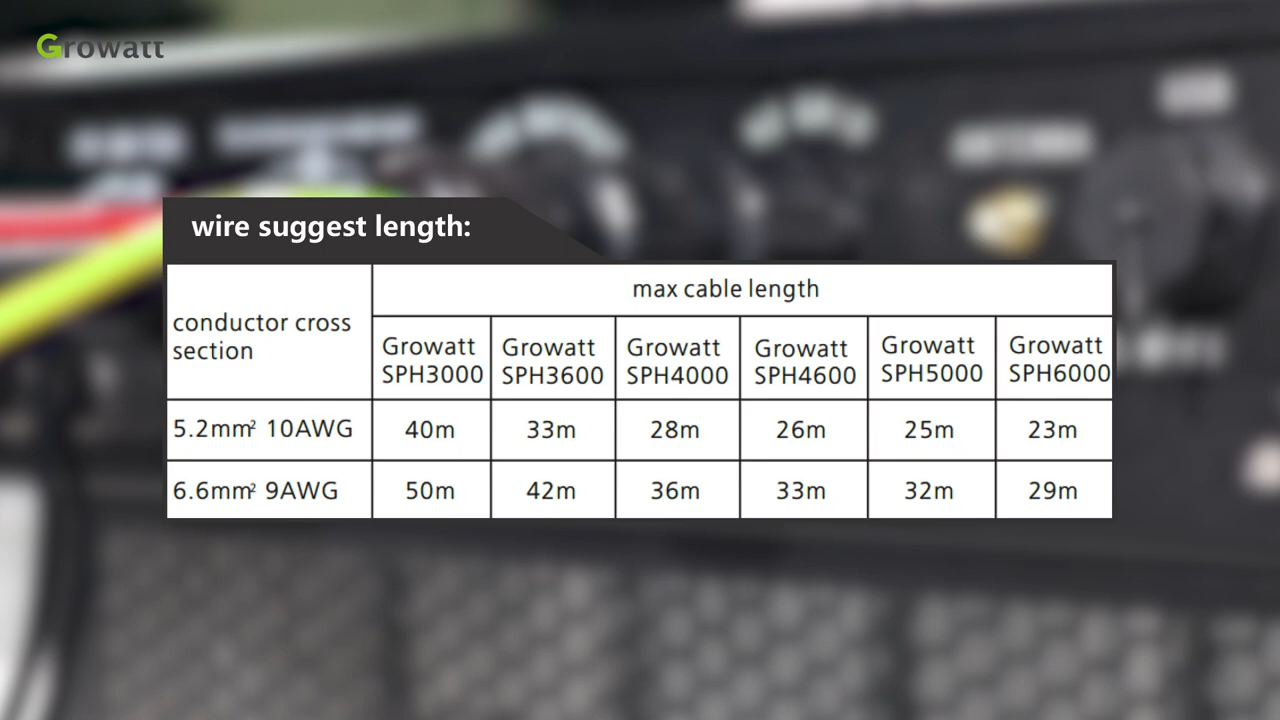 Growatt
wire suggest length:
conductor cross
section
max cable length
Growatt
SPH3000
Growatt
SPH3600
Growatt
SPH4000
Growatt
SPH4600
Growatt
SPH5000
Growatt
SPH6000
5.2mm² 10AWG 40m 33m 28m 26m 25m 23m
6.6mm² 9AWG 50m 42m 36m 33m 32m 29m